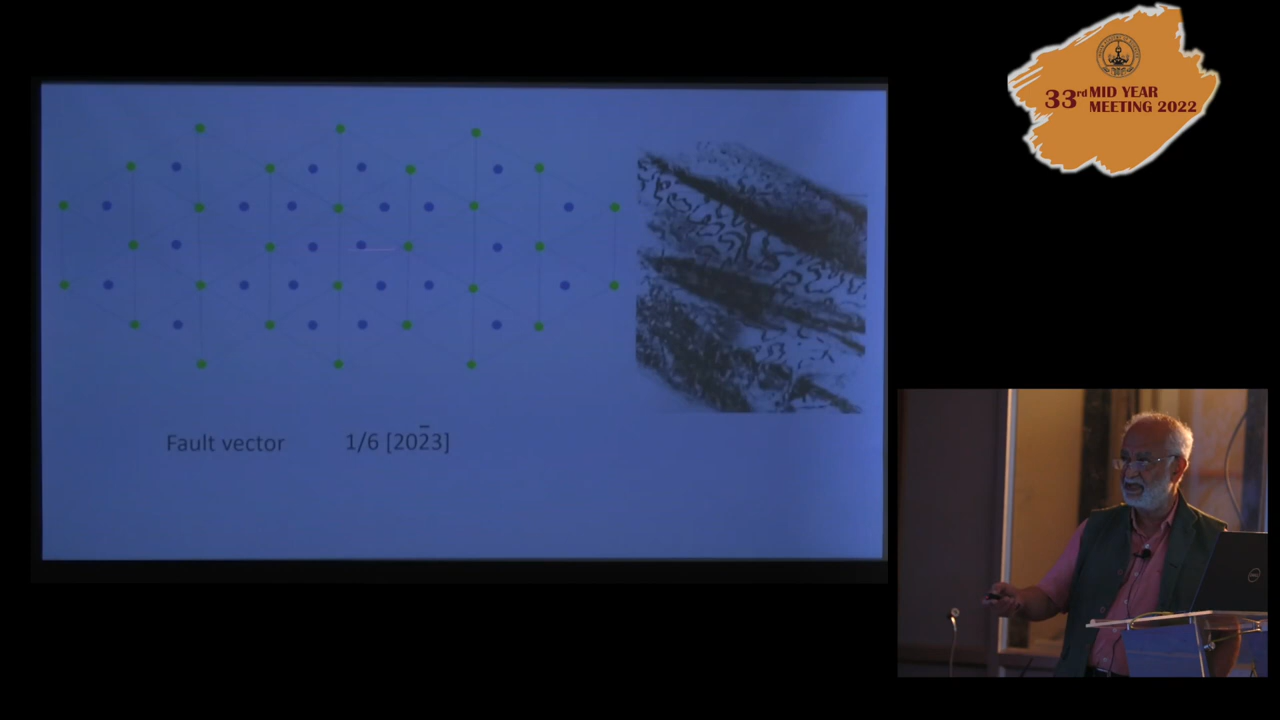 33rd MID YEAR
MEETING 2022
Fault vector 1/6 [202̄3]